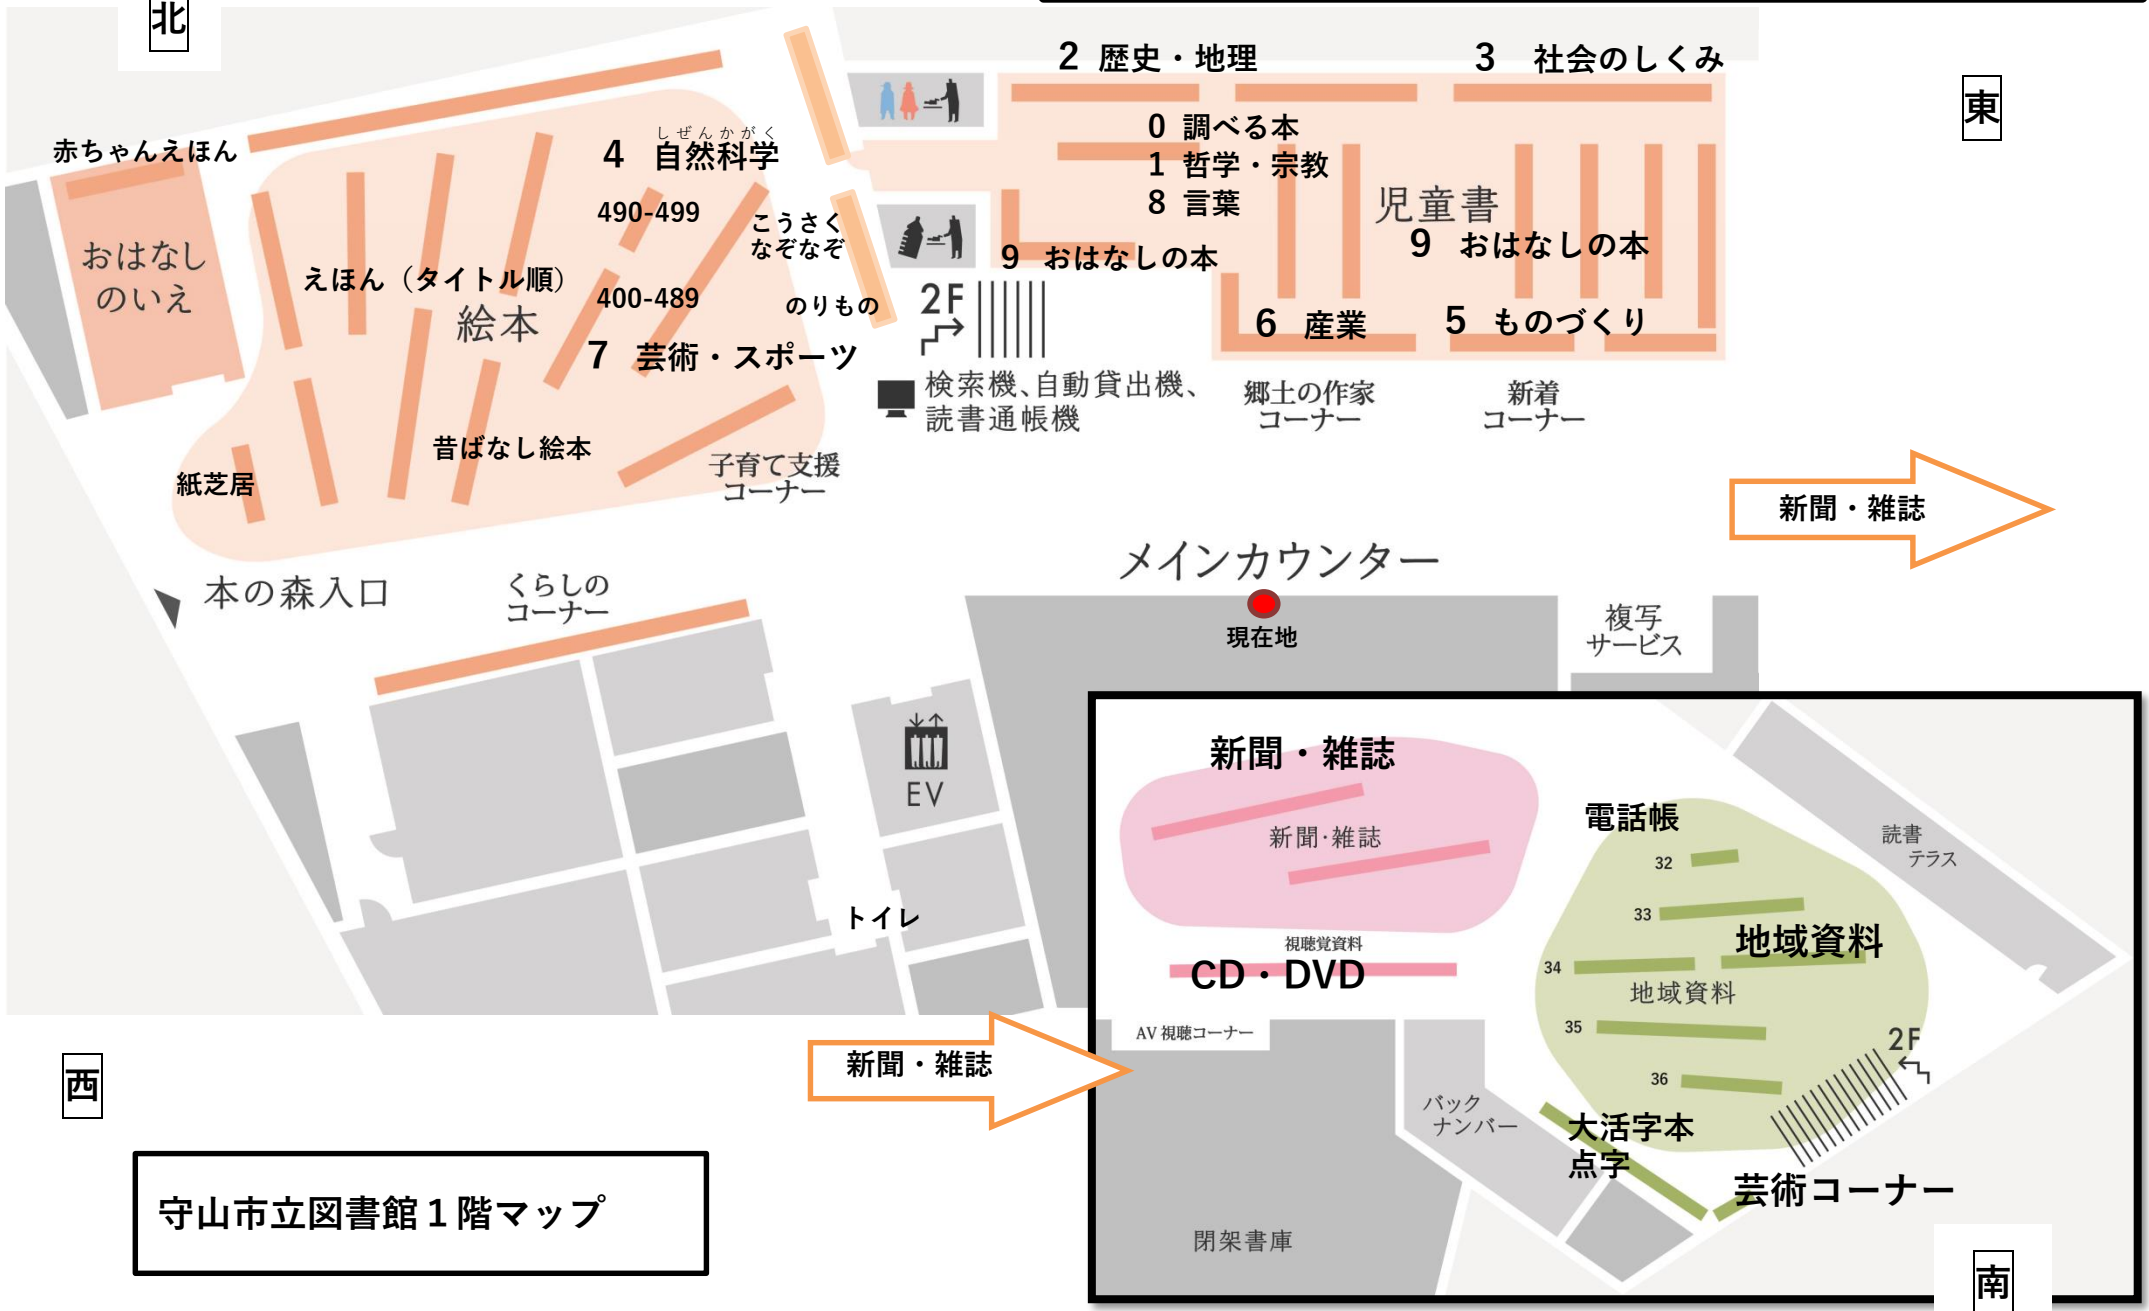 北
東
2 歴史・地理
3 社会のしくみ
0 調べる本
1 哲学・宗教
8 言葉
児童書
9 おはなしの本
9 おはなしの本
6 産業
5 ものづくり
赤ちゃんえほん
おはなし
のいえ
しぜんかがく
4 自然科学
490-499
こうさく
なぞなぞ
えほん（タイトル順）
400-489
のりもの
絵本
7 芸術・スポーツ
昔ばなし絵本
紙芝居
子育て支援
コーナー
2F
検索機、自動貸出機、
読書通帳機
郷土の作家
コーナー
新着
コーナー
新聞・雑誌
メインカウンター
現在地
複写
サービス
本の森入口
くらしの
コーナー
EV
トイレ
新聞・雑誌
新聞・雑誌
新聞·雑誌
視聴覚資料
CD・DVD
AV 視聴コーナー
電話帳
32
33
地域資料
34
地域資料
35
36
2F
読書
テラス
バック
ナンバー
大活字本
点字
芸術コーナー
閉架書庫
西
南
守山市立図書館１階マップ